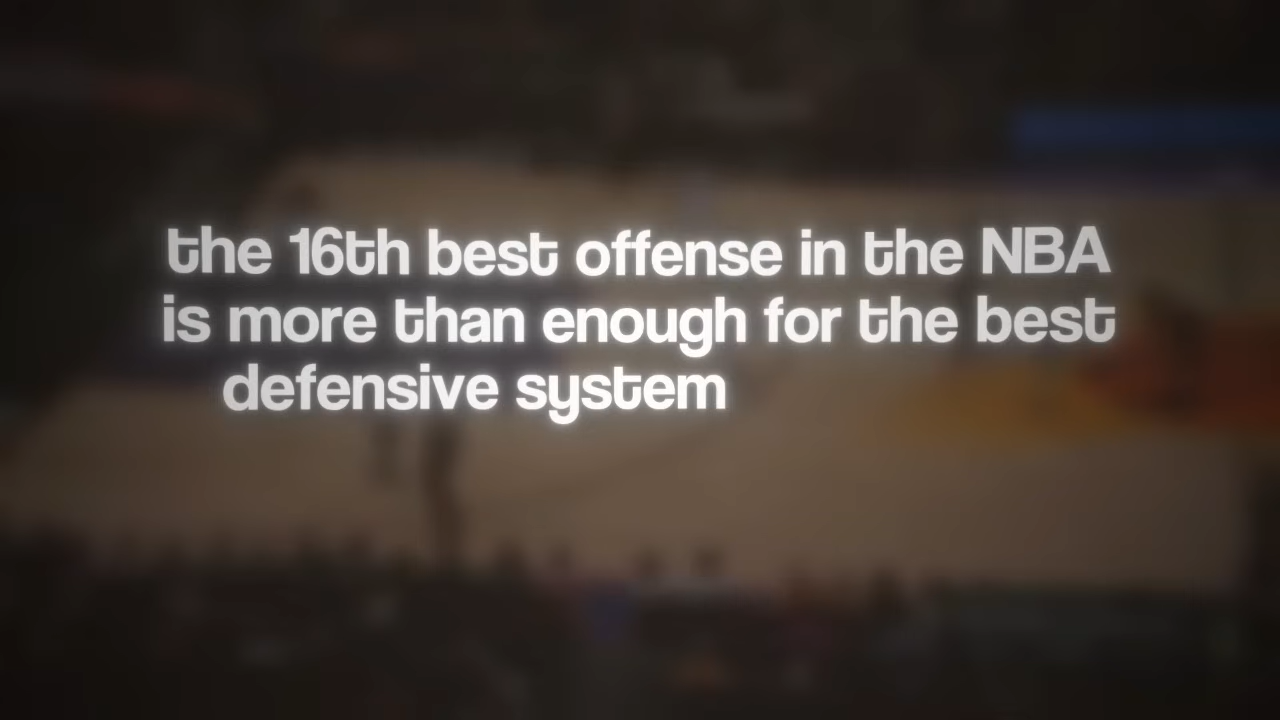 the 16th best offense in the NBA
is more than enough for the best
defensive system